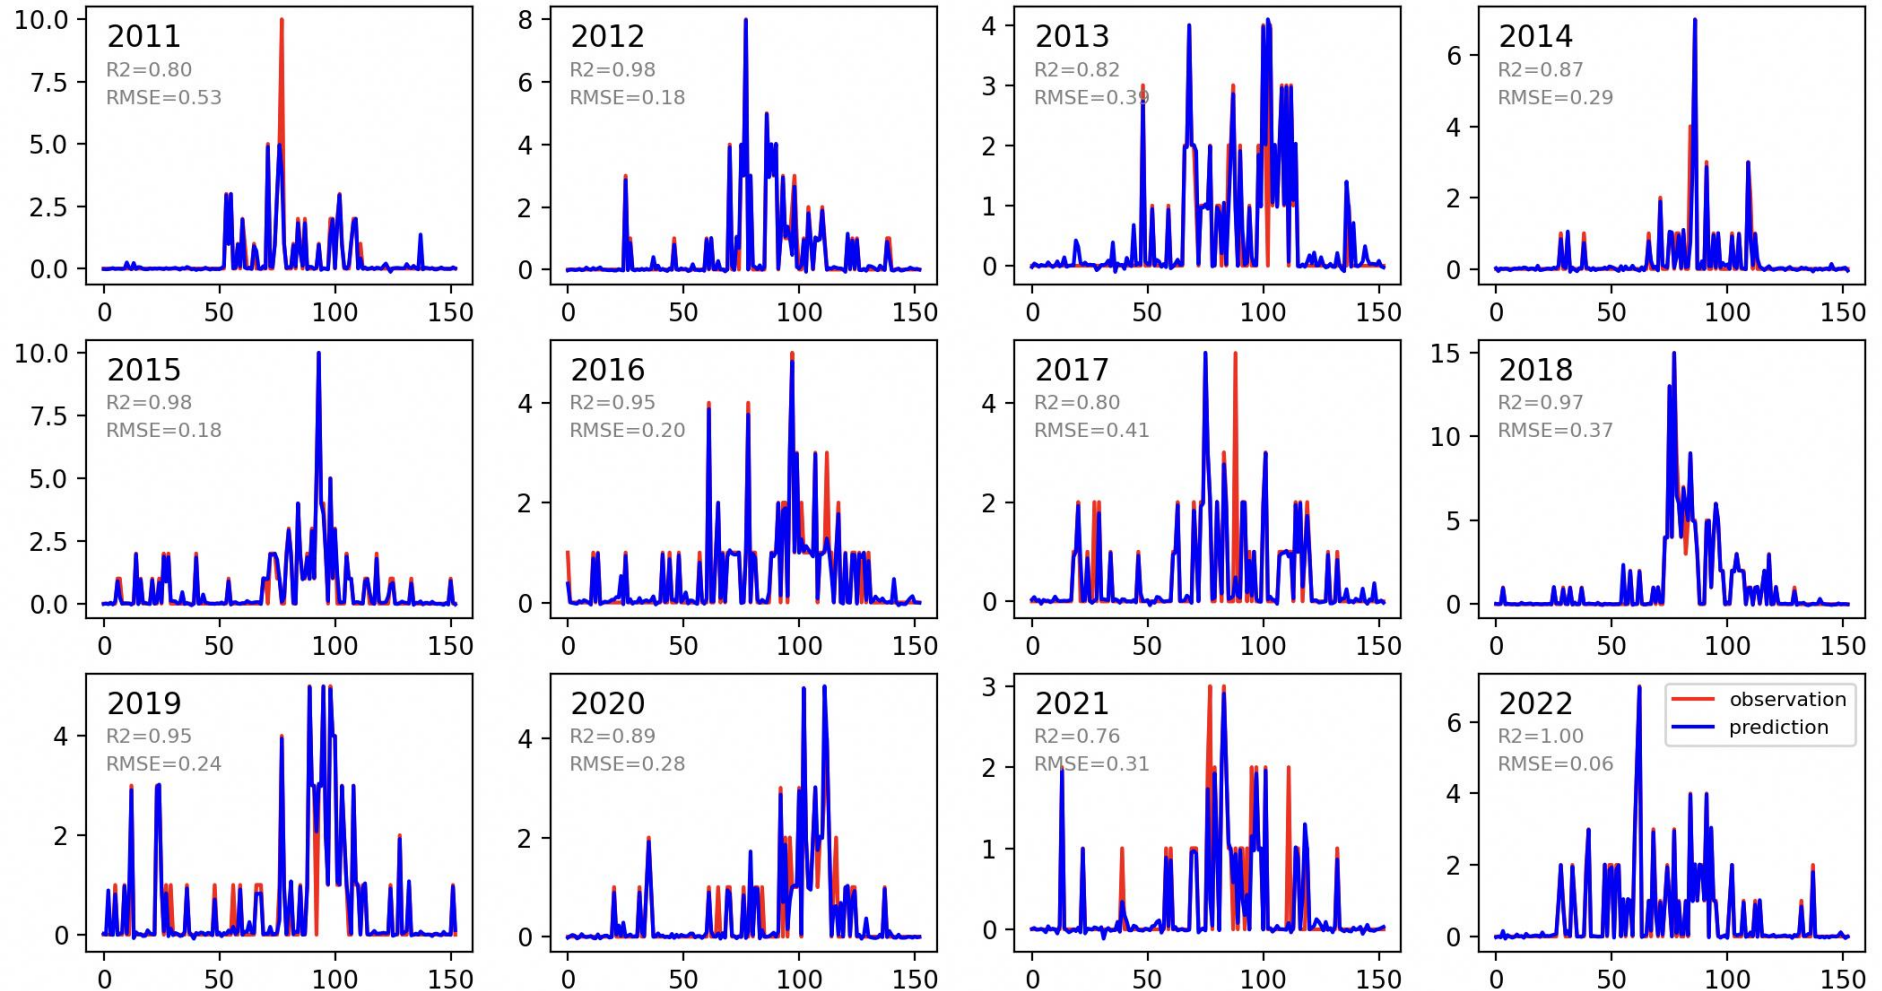 2011
R2=0.80
RMSE=0.53
10.0
7.5
5.0
2.5
0.0
0 50 100 150
2012
R2=0.98
RMSE=0.18
8
6
4
2
0
0 50 100 150
2013
R2=0.82
RMSE=0.39
4
3
2
1
0
0 50 100 150
2014
R2=0.87
RMSE=0.29
6
4
2
0
0 50 100 150
2015
R2=0.98
RMSE=0.18
10.0
7.5
5.0
2.5
0.0
0 50 100 150
2016
R2=0.95
RMSE=0.20
4
2
0
0 50 100 150
2017
R2=0.80
RMSE=0.41
4
2
0
0 50 100 150
2018
R2=0.97
RMSE=0.37
15
10
5
0
0 50 100 150
2019
R2=0.95
RMSE=0.24
4
2
0
0 50 100 150
2020
R2=0.89
RMSE=0.28
4
2
0
0 50 100 150
2021
R2=0.76
RMSE=0.31
3
2
1
0
0 50 100 150
2022
R2=1.00
RMSE=0.06
observation
prediction
6
4
2
0
0 50 100 150